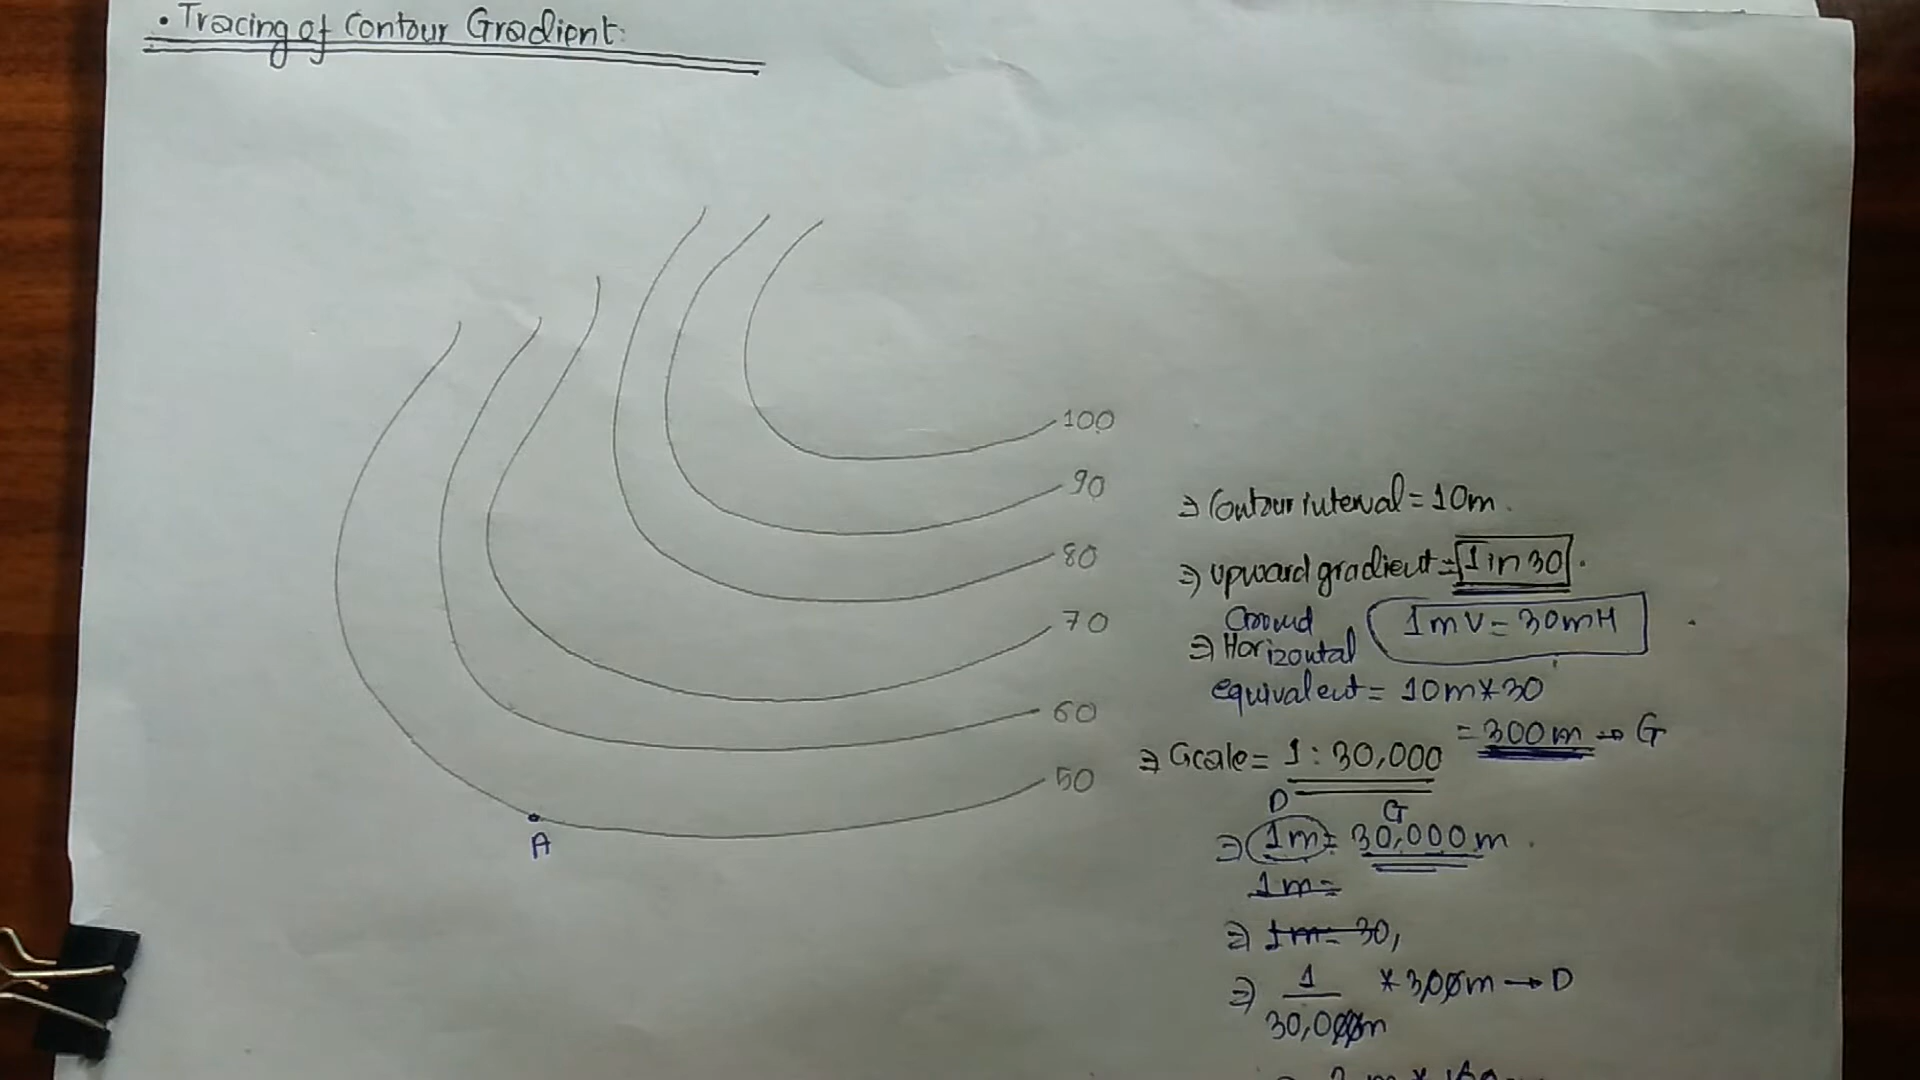 • Tracing of Contour Gradient:
100
90
80
70
60
50
A
⇒ Contour interval = 10m.
⇒ upward gradient = 1 in 30.
1mV = 30mH
⇒ Horizontal
equivalent = 10m*30
= 300m → G
⇒ Scale = 1 : 30,000
D G
⇒ 1m = 30,000m.
1m =
⇒ 1m = 30,
⇒ 1 *300m → D
30,000m